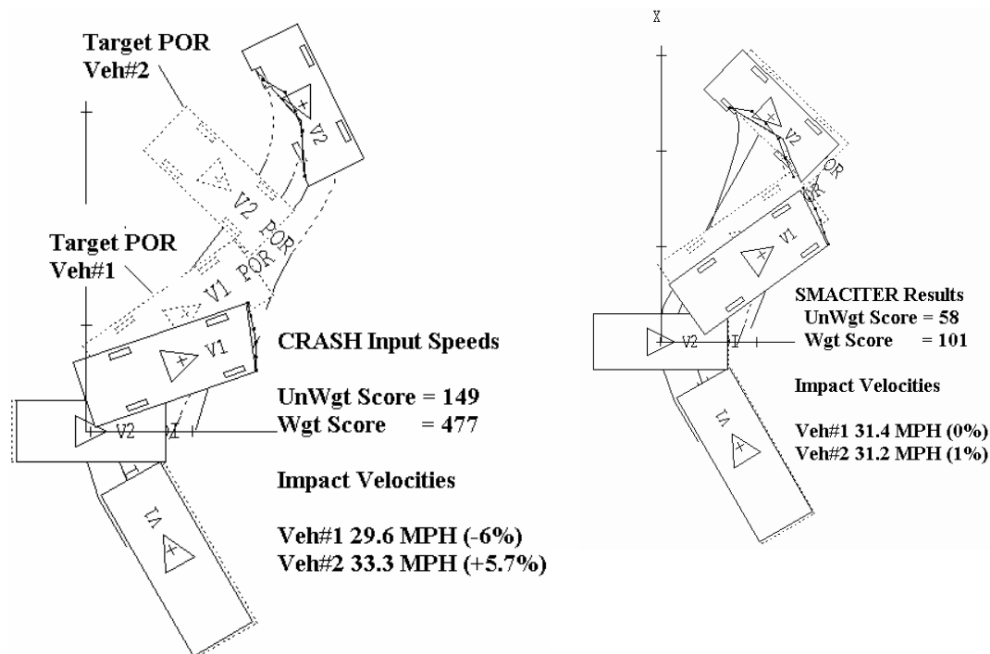 Target POR
Veh#2
V2
V2 POR
Target POR
Veh#1
V1 POR
V1
CRASH Input Speeds
UnWgt Score = 149
Wgt Score = 477
V2
Impact Velocities
V1
Veh#1 29.6 MPH (-6%)
Veh#2 33.3 MPH (+5.7%)
X
V2
OR
OR
V1
SMACITER Results
UnWgt Score = 58
Wgt Score = 101
V2
Impact Velocities
V1
Veh#1 31.4 MPH (0%)
Veh#2 31.2 MPH (1%)